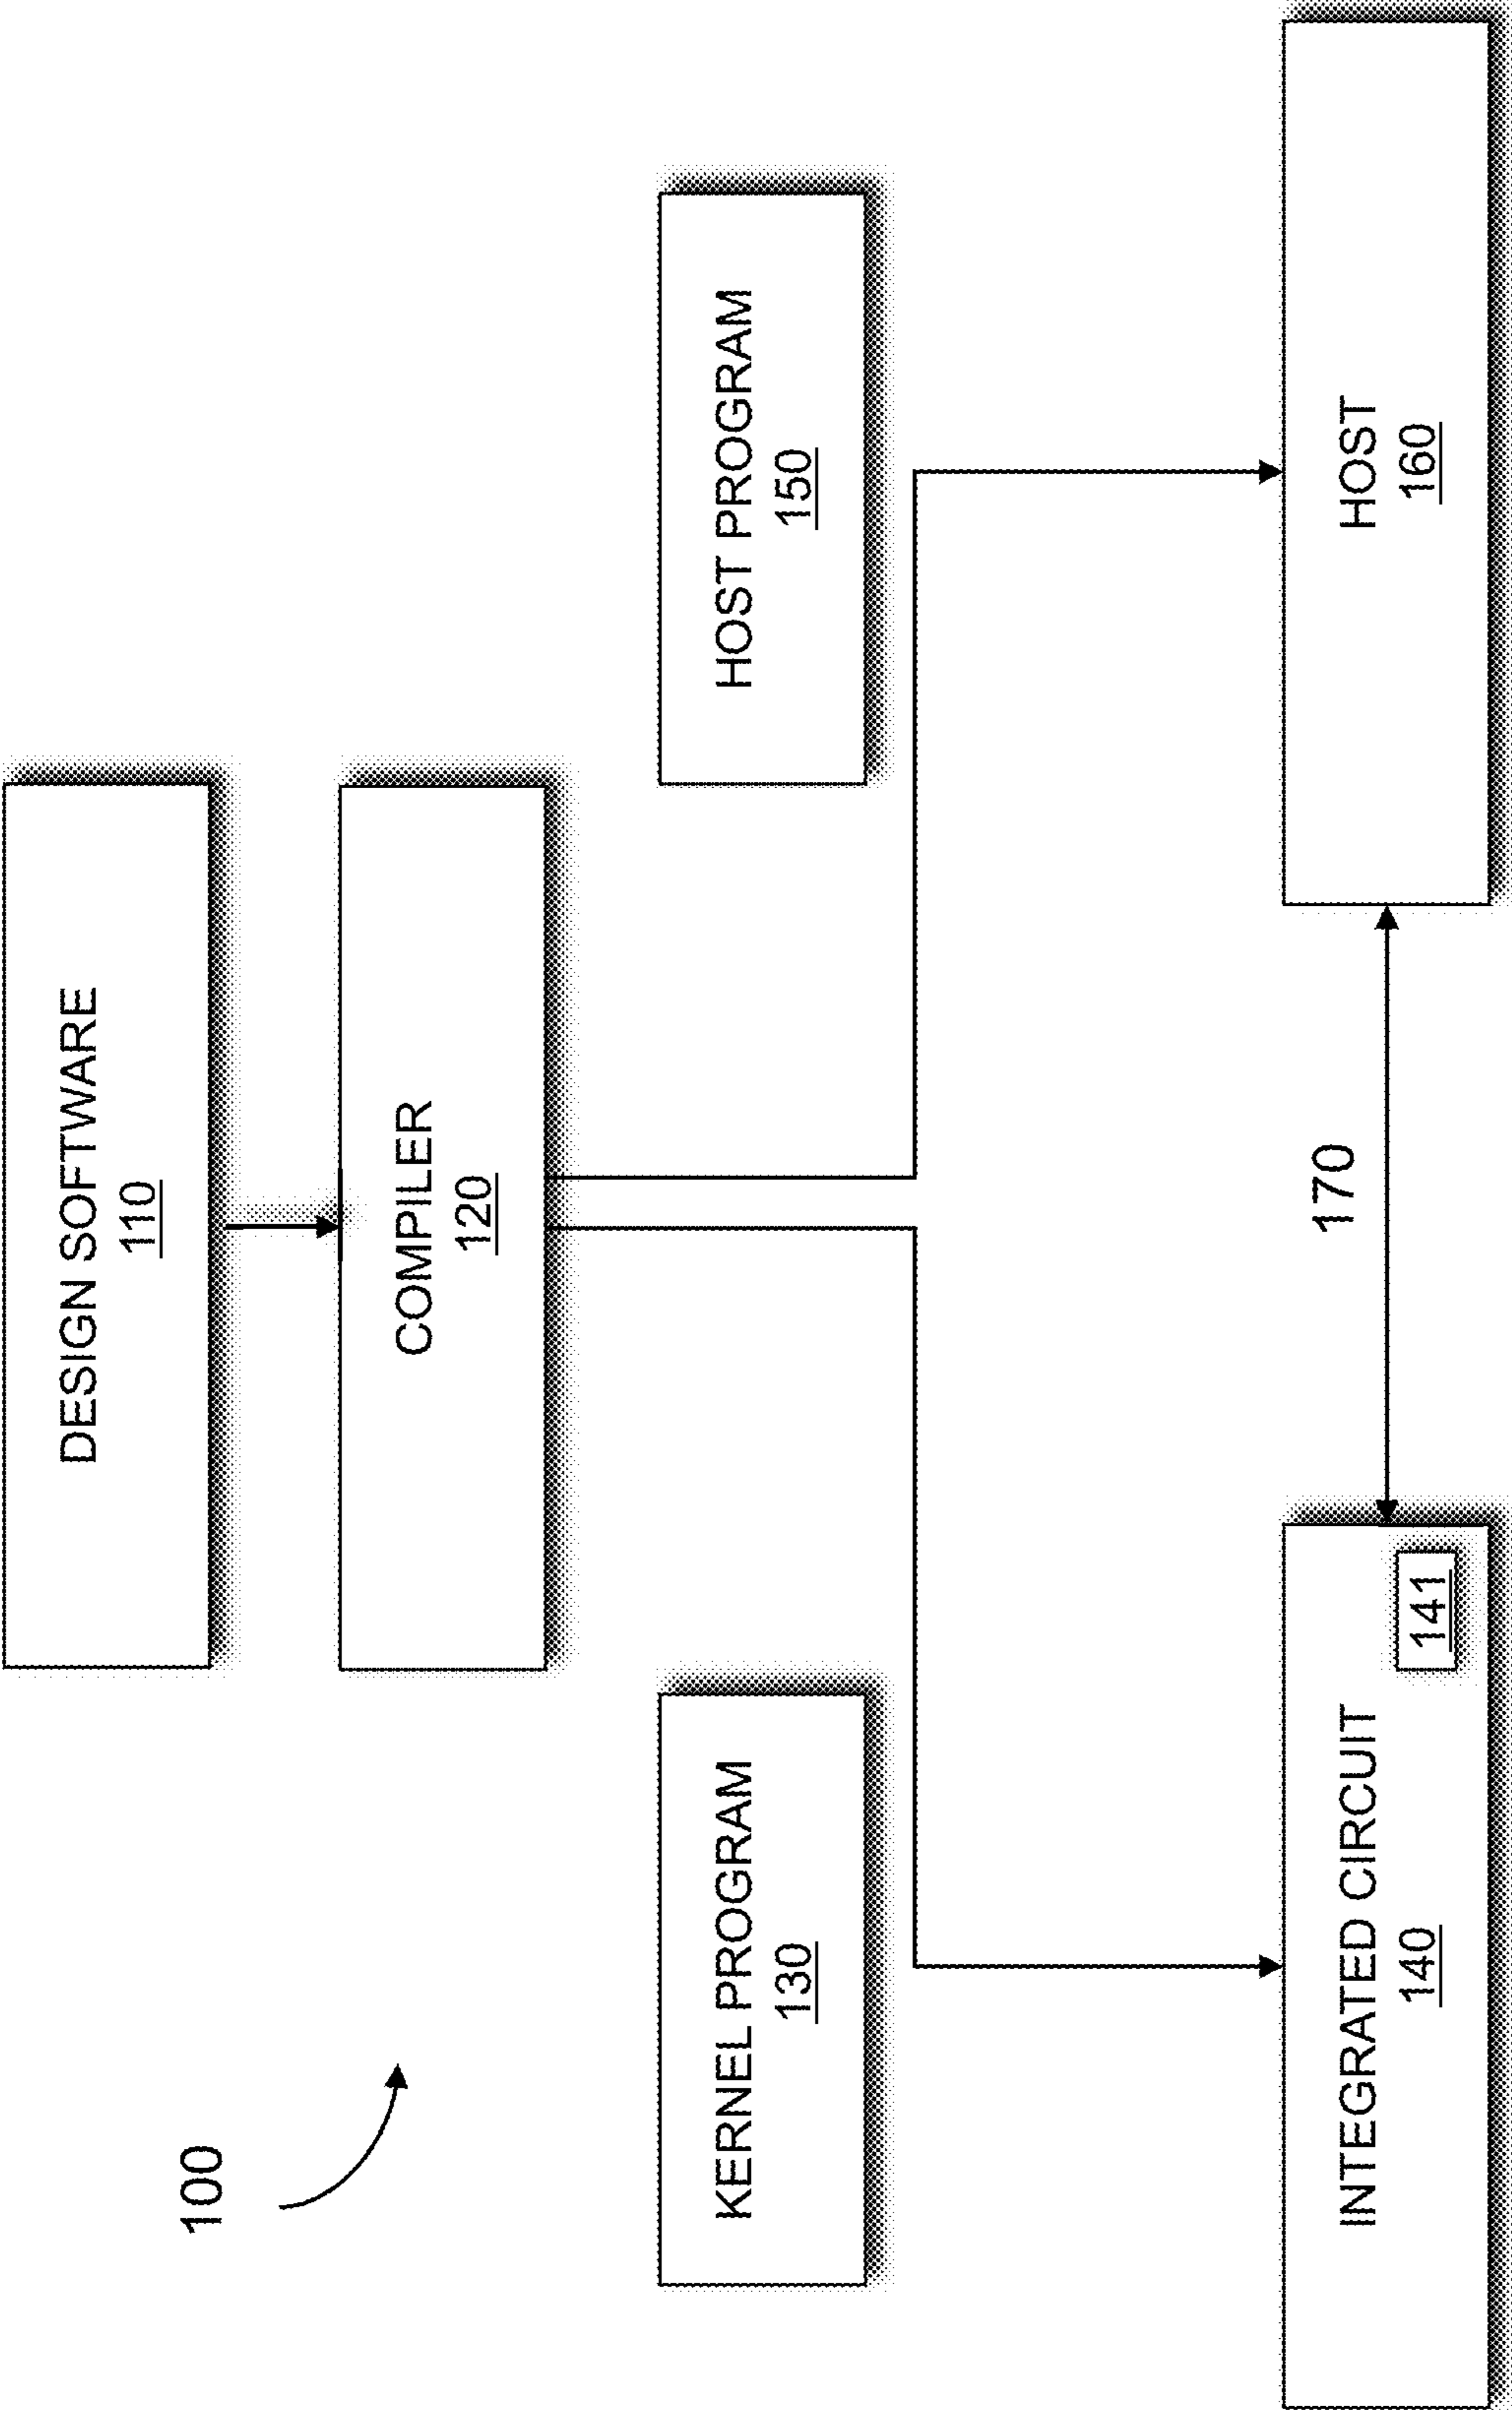 100
DESIGN SOFTWARE
110
COMPILER
120
KERNEL PROGRAM
130
HOST PROGRAM
150
INTEGRATED CIRCUIT
140
141
170
HOST
160